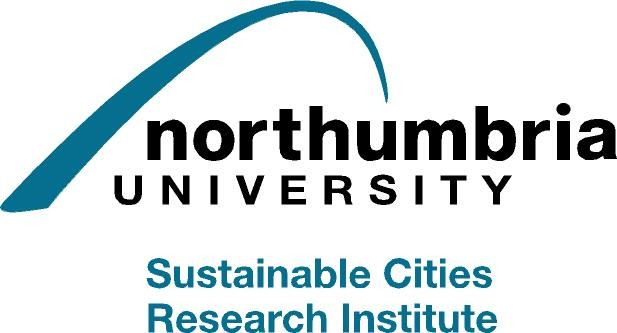 northumbria
UNIVERSITY
Sustainable Cities
Research Institute